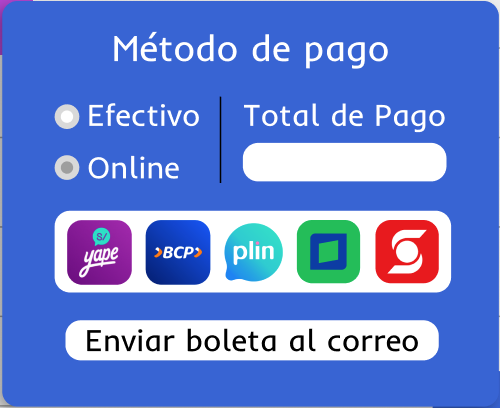 Método de pago
Efectivo
Online
Total de Pago
S/
yape
BCP
plin
Enviar boleta al correo